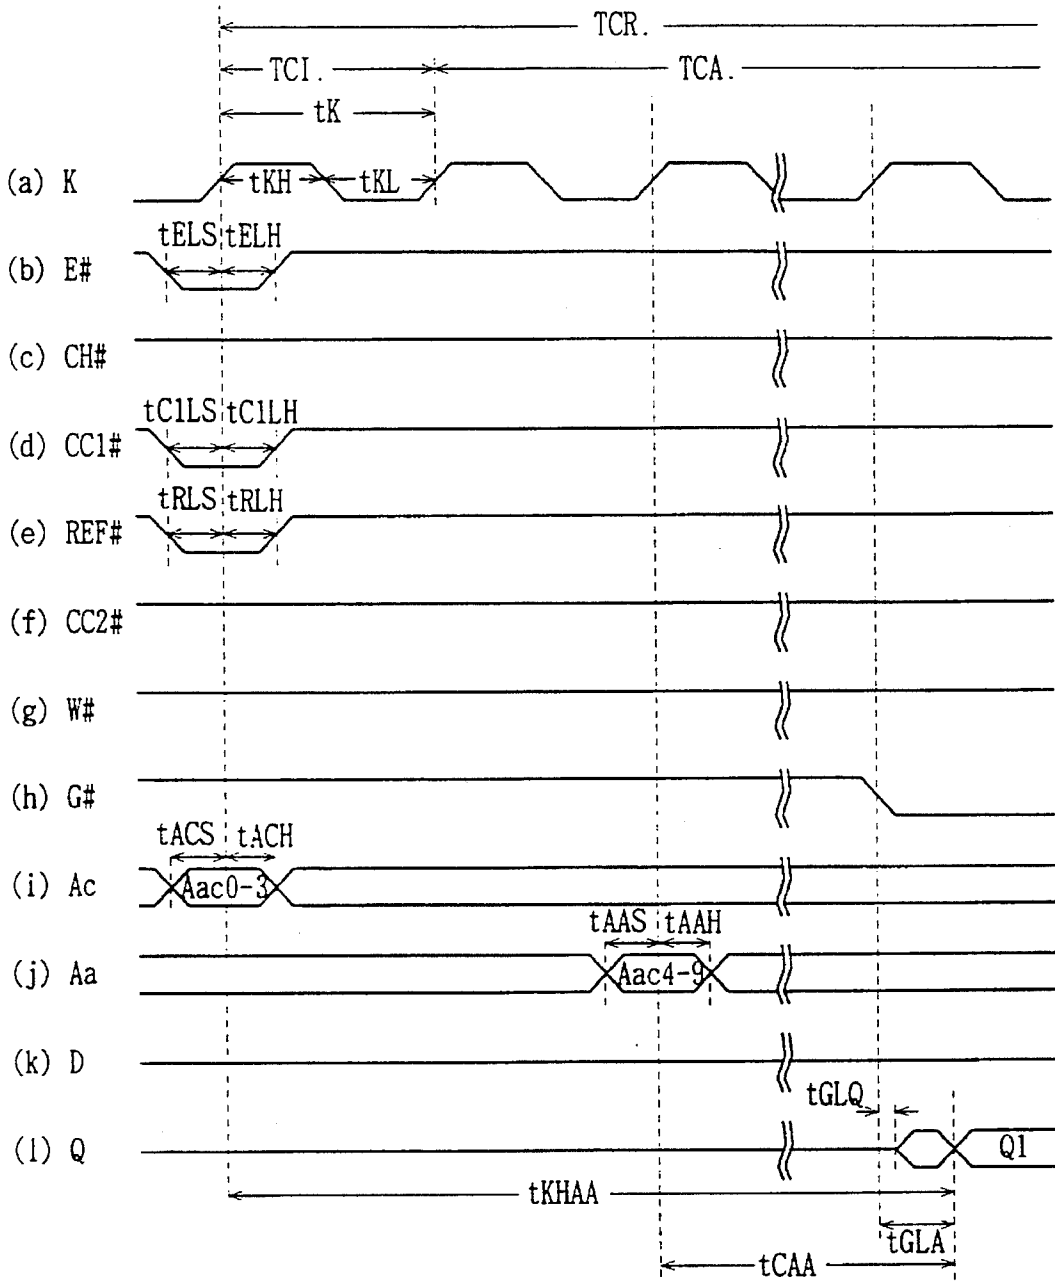 TCR.
TCI. TCA.
tK
(a) K tKH tKL
tELS tELH
(b) E#
(c) CH#
tC1LS tC1LH
(d) CC1#
tRLS tRLH
(e) REF#
(f) CC2#
(g) W#
(h) G#
tACS tACH
(i) Ac Aac0-3
tAAS tAAH
(j) Aa Aac4-9
(k) D
tGLQ
(l) Q Q1
tKHAA
tGLA
tCAA